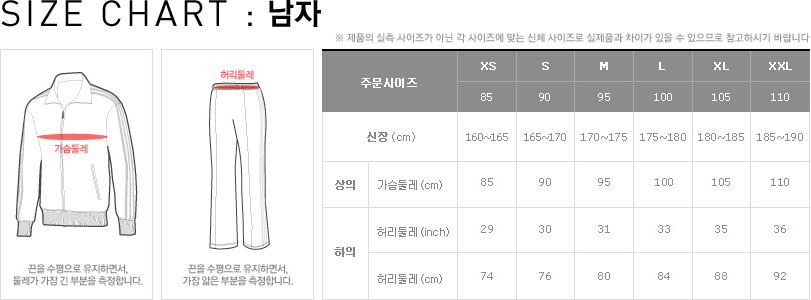 SIZE CHART : 남자
※ 제품의 실측 사이즈가 아닌 각 사이즈에 맞는 신체 사이즈로 실제품과 차이가 있을 수 있으므로 참고하시기 바랍니다
가슴둘레
끈을 수평으로 유지하면서,
둘레가 가장 긴 부분을 측정합니다.
허리둘레
끈을 수평으로 유지하면서,
가장 얇은 부분을 측정합니다.
주문사이즈 XS S M L XL XXL
85 90 95 100 105 110
신장 (cm) 160~165 165~170 170~175 175~180 180~185 185~190
상의 가슴둘레 (cm) 85 90 95 100 105 110
하의 허리둘레 (inch) 29 30 31 33 35 36
허리둘레 (cm) 74 76 80 84 88 92